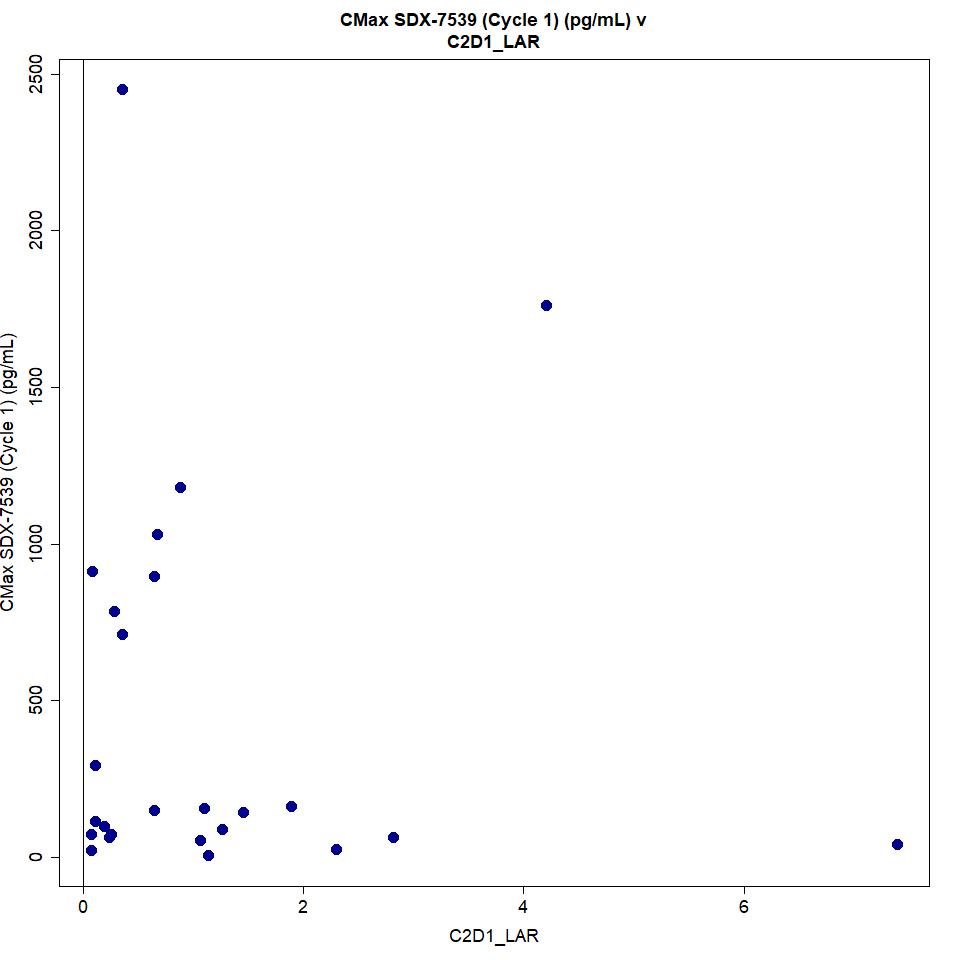 CMax SDX-7539 (Cycle 1) (pg/mL) v
C2D1_LAR
2500
2000
1500
1000
500
0
CMax SDX-7539 (Cycle 1) (pg/mL)
0 2 4 6
C2D1_LAR